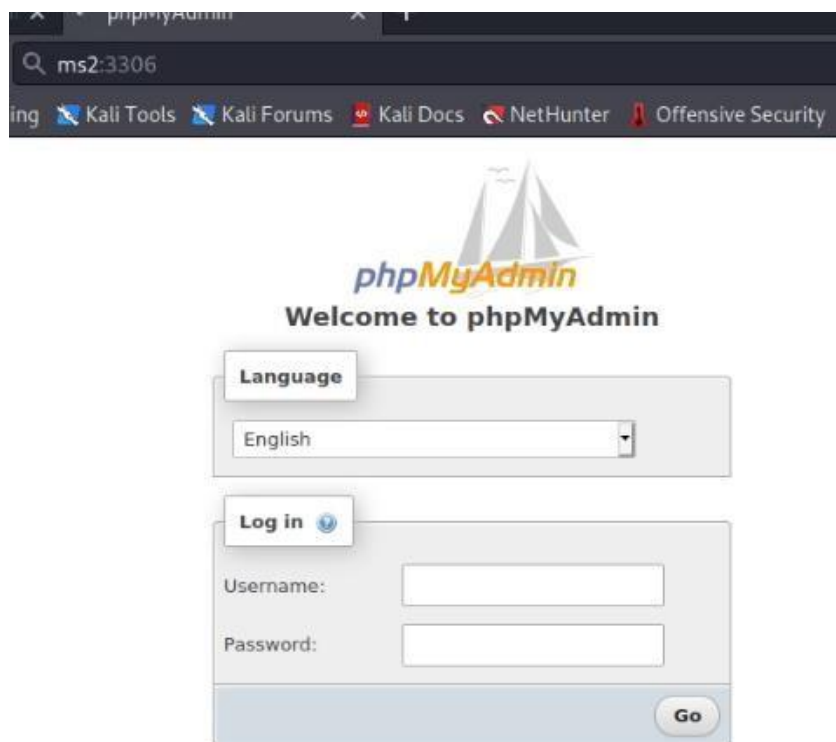 phpMyAdmin
ms2:3306
ing Kali Tools Kali Forums Kali Docs NetHunter Offensive Security
phpMyAdmin
Welcome to phpMyAdmin
Language
English
Log in
Username:
Password:
Go